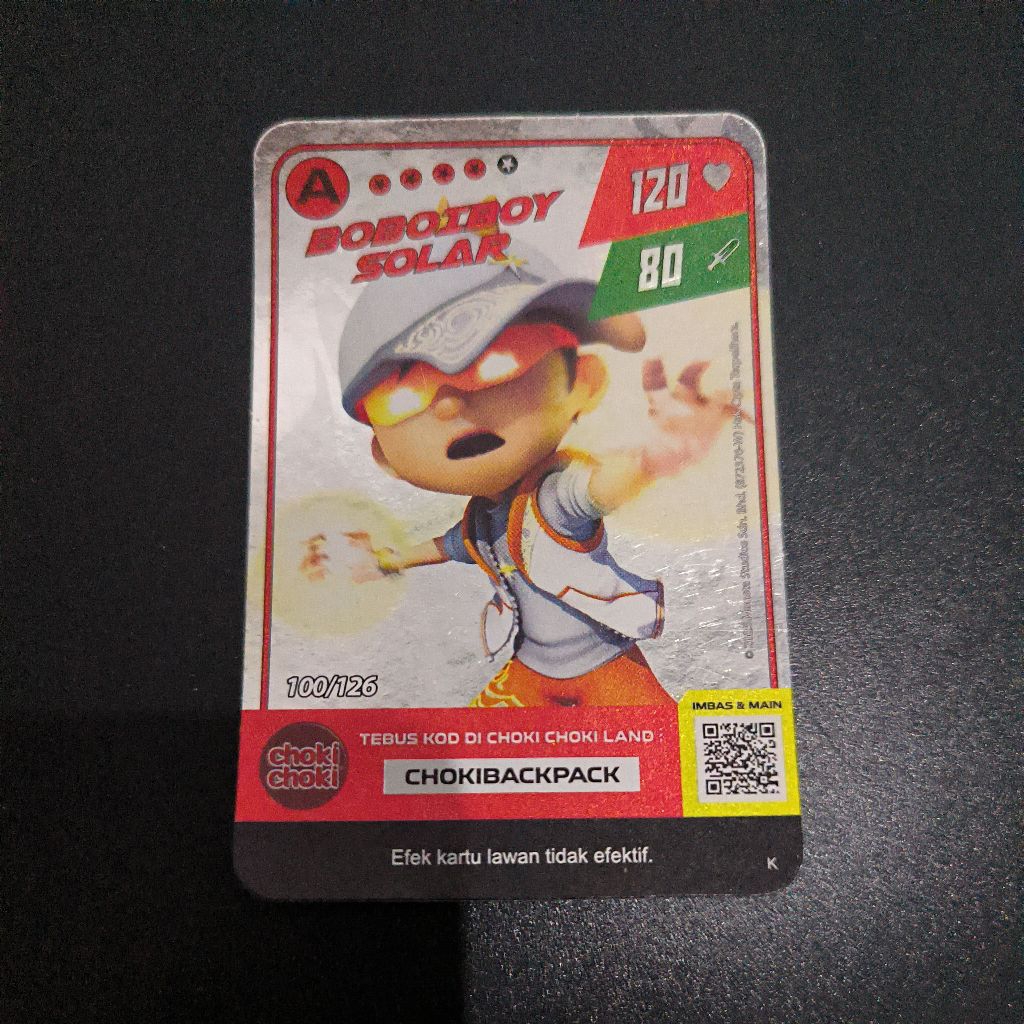 A
BOBOIBOY
SOLAR
120
80
100/126
choki
choki
TEBUS KOD DI CHOKI CHOKI LAND
CHOKIBACKPACK
IMBAS & MAIN
Efek kartu lawan tidak efektif.
K